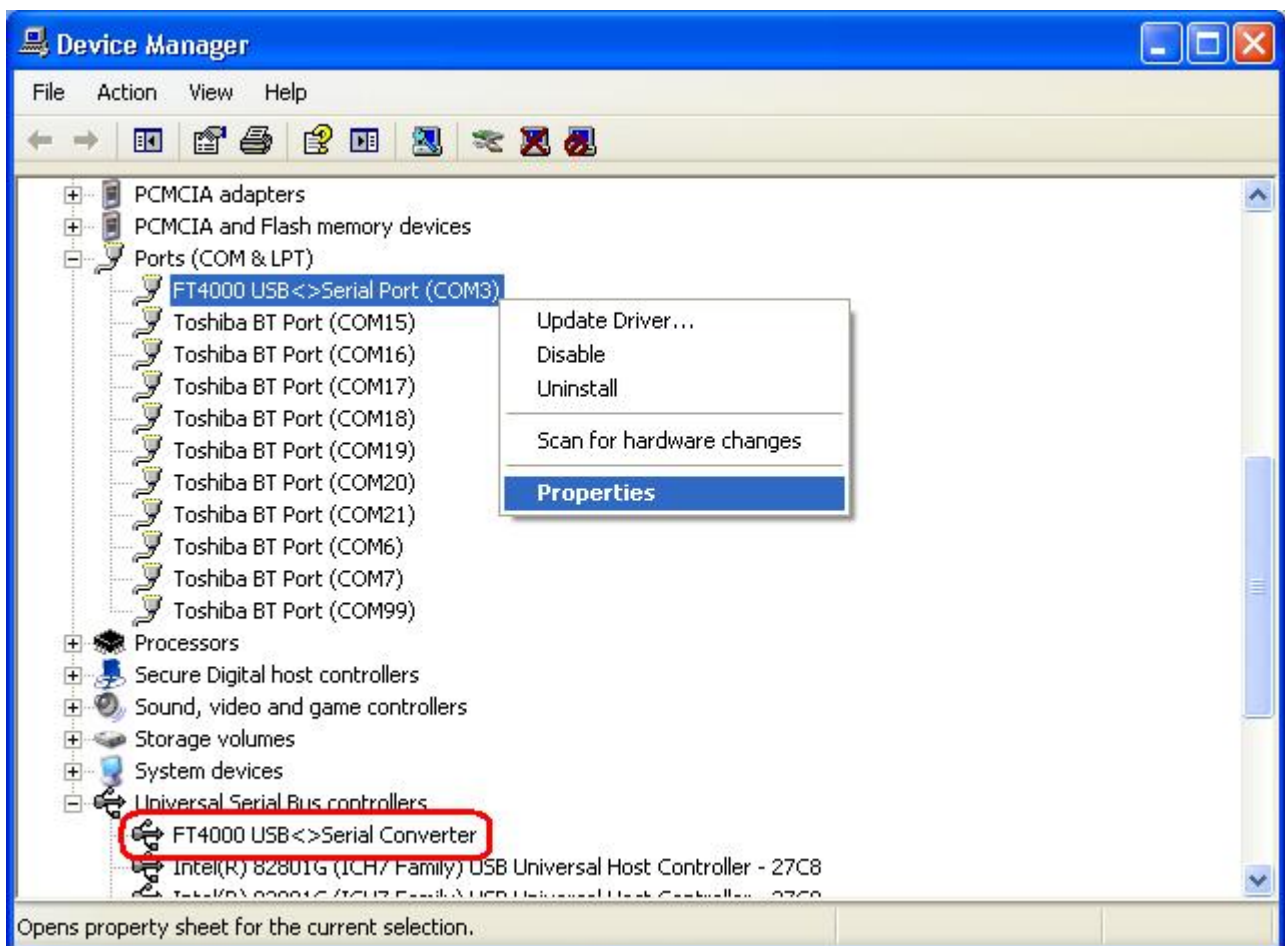 Device Manager
File Action View Help
PCMCIA adapters
PCMCIA and Flash memory devices
Ports (COM & LPT)
FT4000 USB<>Serial Port (COM3)
Update Driver...
Toshiba BT Port (COM15)
Disable
Toshiba BT Port (COM16)
Uninstall
Toshiba BT Port (COM17)
Toshiba BT Port (COM18)
Scan for hardware changes
Toshiba BT Port (COM19)
Properties
Toshiba BT Port (COM20)
Toshiba BT Port (COM21)
Toshiba BT Port (COM6)
Toshiba BT Port (COM7)
Toshiba BT Port (COM99)
Processors
Secure Digital host controllers
Sound, video and game controllers
Storage volumes
System devices
Universal Serial Bus controllers
FT4000 USB<>Serial Converter
Intel(R) 82801G (ICH7 Family) USB Universal Host Controller - 27C8
Opens property sheet for the current selection.